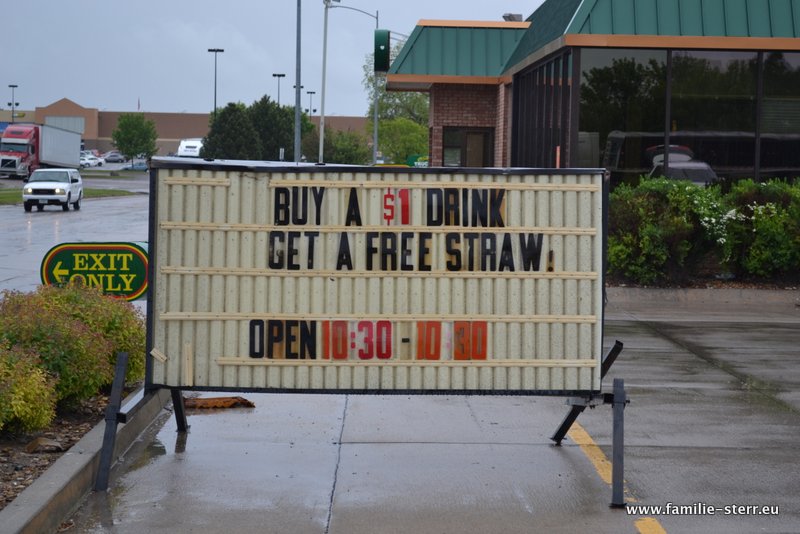 BUY A $1 DRINK
GET A FREE STRAW!
OPEN 10:30 - 10:30
← EXIT
ONLY
www.familie-sterr.eu